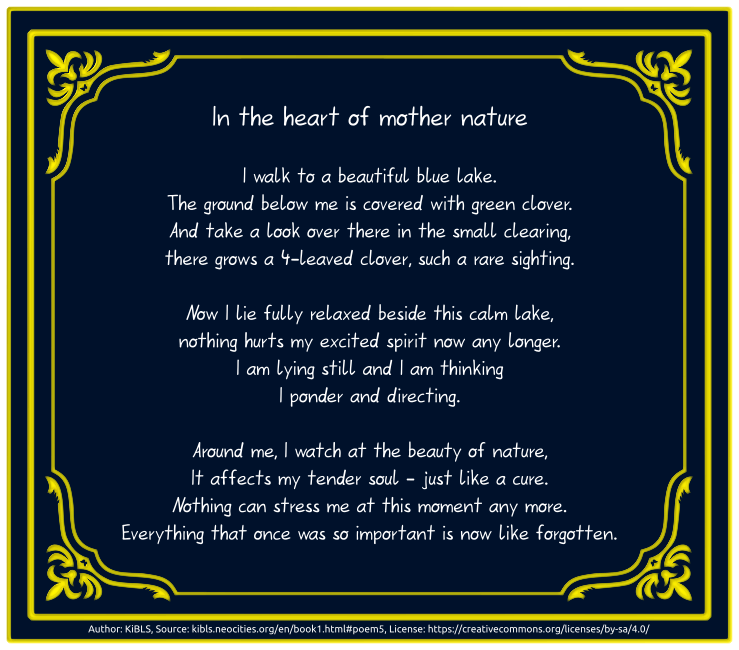 In the heart of mother nature
I walk to a beautiful blue lake.
The ground below me is covered with green clover.
And take a look over there in the small clearing,
there grows a 4-leaved clover, such a rare sighting.
Now I lie fully relaxed beside this calm lake,
nothing hurts my excited spirit now any longer.
I am lying still and I am thinking
I ponder and directing.
Around me, I watch at the beauty of nature,
It affects my tender soul - just like a cure.
Nothing can stress me at this moment any more.
Everything that once was so important is now like forgotten.
Author: KiBLS, Source: kibls.neocities.org/en/book1.html#poem5, License: https://creativecommons.org/licenses/by-sa/4.0/